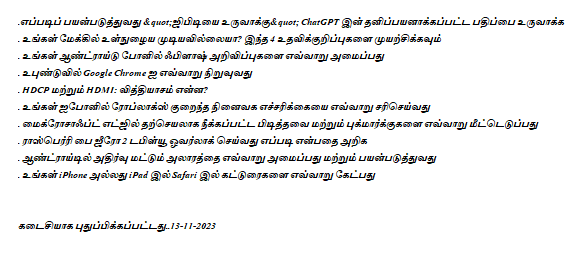 .எப்படிப் பயன்படுத்துவது &quot;ஜிபிடியை உருவாக்கு&quot; ChatGPT இன் தனிப்பயனாக்கப்பட்ட பதிப்பை உருவாக்க
. உங்கள் மேக்கில் உள்நுழைய முடியவில்லையா? இந்த 4 உதவிக்குறிப்புகளை முயற்சிக்கவும்
. உங்கள் ஆண்ட்ராய்டு போனில் ஃபிளாஷ் அறிவிப்புகளை எவ்வாறு அமைப்பது
. உபுண்டுவில் Google Chrome ஐ எவ்வாறு நிறுவுவது
. HDCP மற்றும் HDMI: வித்தியாசம் என்ன?
. உங்கள் ஐபோனில் ரோப்லாக்ஸ் குறைந்த நினைவக எச்சரிக்கையை எவ்வாறு சரிசெய்வது
. மைக்ரோசாஃப்ட் எட்ஜில் தற்செயலாக நீக்கப்பட்ட பிடித்தவை மற்றும் புக்மார்க்குகளை எவ்வாறு மீட்டெடுப்பது
. ராஸ்பெர்ரி பை ஜீரோ 2 டபிள்யூ ஓவர்லாக் செய்வது எப்படி என்பதை அறிக
. ஆண்ட்ராய்டில் அதிர்வு மட்டும் அலாரத்தை எவ்வாறு அமைப்பது மற்றும் பயன்படுத்துவது
. உங்கள் iPhone அல்லது iPad இல் Safari இல் கட்டுரைகளை எவ்வாறு கேட்பது
கடைசியாக புதுப்பிக்கப்பட்டது..13-11-2023